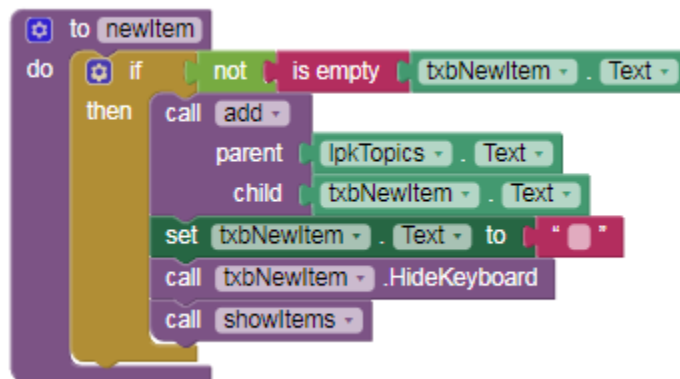 to newItem
do if not is empty txbNewItem . Text
then call add
parent lpkTopics . Text
child txbNewItem . Text
set txbNewItem . Text to “ ”
call txbNewItem .HideKeyboard
call showItems